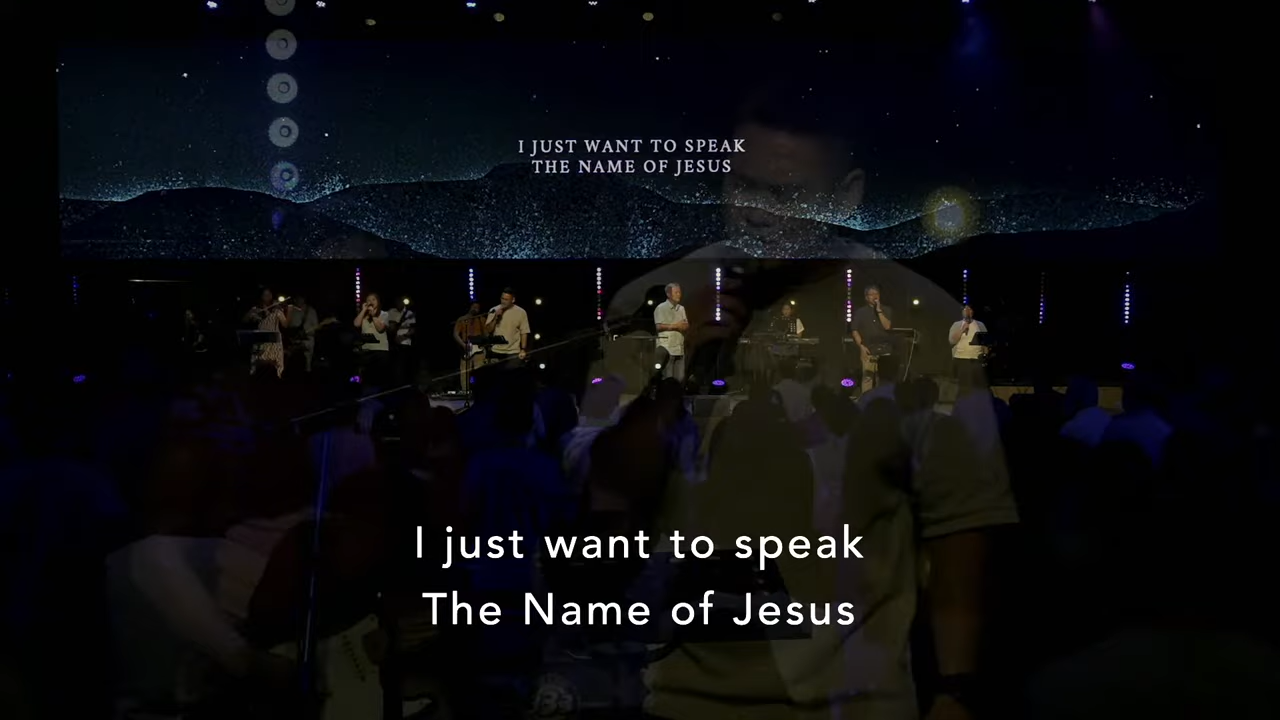 I JUST WANT TO SPEAK
THE NAME OF JESUS
I just want to speak
The Name of Jesus